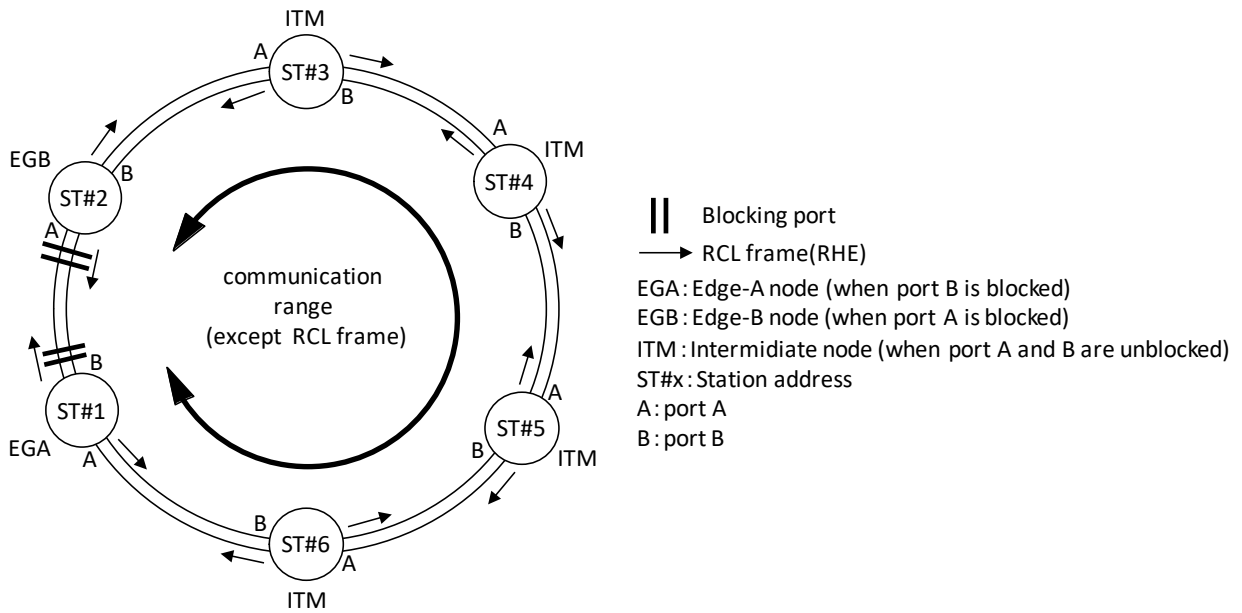 ITM
A
ST#3
B
A
ITM
ST#4
B
EGB
B
ST#2
A
communication
range
(except RCL frame)
B
ST#1
EGA
A
A
ST#5
B
ITM
B
ST#6
A
ITM
Blocking port
RCL frame(RHE)
EGA: Edge-A node (when port B is blocked)
EGB: Edge-B node (when port A is blocked)
ITM : Intermidiate node (when port A and B are unblocked)
ST#x: Station address
A: port A
B: port B